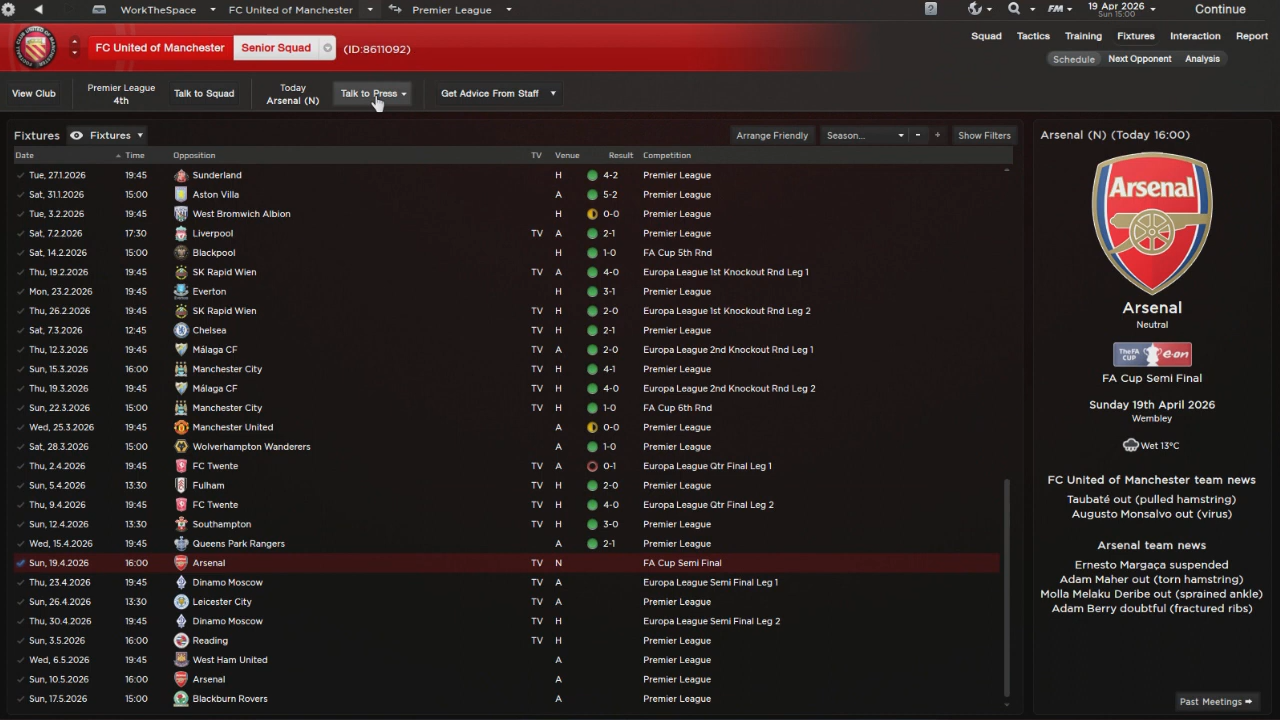 WorkTheSpace FC United of Manchester Premier League 2 FM 19 Apr 2026 Sun 15:00 Continue
FC United of Manchester Senior Squad (ID:8611092)
Squad Tactics Training Fixtures Interaction Report
Schedule Next Opponent Analysis
View Club Premier League 4th Talk to Squad Today Arsenal (N) Talk to Press Get Advice From Staff
Fixtures Fixtures Arrange Friendly Season... - + Show Filters
Date Time Opposition TV Venue Result Competition
Tue, 27.1.2026 19:45 Sunderland H 4-2 Premier League
Sat, 31.1.2026 15:00 Aston Villa A 5-2 Premier League
Tue, 3.2.2026 19:45 West Bromwich Albion H 0-0 Premier League
Sat, 7.2.2026 17:30 Liverpool TV A 2-1 Premier League
Sat, 14.2.2026 15:00 Blackpool H 1-0 FA Cup 5th Rnd
Thu, 19.2.2026 19:45 SK Rapid Wien TV A 4-0 Europa League 1st Knockout Rnd Leg 1
Mon, 23.2.2026 19:45 Everton H 3-1 Premier League
Thu, 26.2.2026 19:45 SK Rapid Wien TV H 2-0 Europa League 1st Knockout Rnd Leg 2
Sat, 7.3.2026 12:45 Chelsea TV H 2-1 Premier League
Thu, 12.3.2026 19:45 Málaga CF TV A 2-0 Europa League 2nd Knockout Rnd Leg 1
Sun, 15.3.2026 16:00 Manchester City TV H 4-1 Premier League
Thu, 19.3.2026 19:45 Málaga CF TV H 4-0 Europa League 2nd Knockout Rnd Leg 2
Sun, 22.3.2026 15:00 Manchester City TV H 1-0 FA Cup 6th Rnd
Wed, 25.3.2026 19:45 Manchester United A 0-0 Premier League
Sat, 28.3.2026 15:00 Wolverhampton Wanderers A 1-0 Premier League
Thu, 2.4.2026 19:45 FC Twente TV A 0-1 Europa League Qtr Final Leg 1
Sun, 5.4.2026 13:30 Fulham TV H 2-0 Premier League
Thu, 9.4.2026 19:45 FC Twente TV H 4-0 Europa League Qtr Final Leg 2
Sun, 12.4.2026 13:30 Southampton TV H 3-0 Premier League
Wed, 15.4.2026 19:45 Queens Park Rangers A 2-1 Premier League
Sun, 19.4.2026 16:00 Arsenal TV N FA Cup Semi Final
Thu, 23.4.2026 19:45 Dinamo Moscow TV A Europa League Semi Final Leg 1
Sun, 26.4.2026 13:30 Leicester City TV A Premier League
Thu, 30.4.2026 19:45 Dinamo Moscow TV H Europa League Semi Final Leg 2
Sun, 3.5.2026 16:00 Reading TV H Premier League
Wed, 6.5.2026 19:45 West Ham United A Premier League
Sun, 10.5.2026 16:00 Arsenal A Premier League
Sun, 17.5.2026 15:00 Blackburn Rovers A Premier League
Arsenal (N) (Today 16:00)
Arsenal
Arsenal
Neutral
The FA CUP e·on
FA Cup Semi Final
Sunday 19th April 2026
Wembley
Wet 13°C
FC United of Manchester team news
Taubaté out (pulled hamstring)
Augusto Monsalvo out (virus)
Arsenal team news
Ernesto Margaça suspended
Adam Maher out (torn hamstring)
Molla Melaku Deribe out (sprained ankle)
Adam Berry doubtful (fractured ribs)
Past Meetings